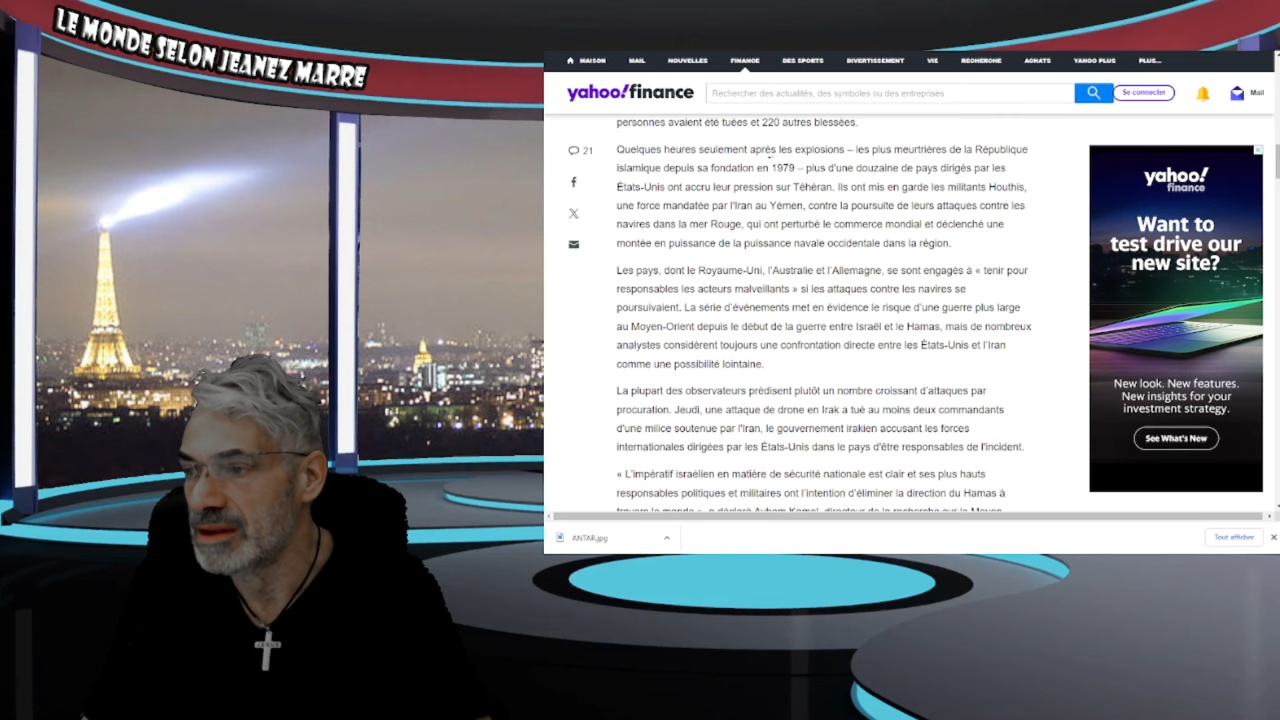 LE MONDE SELON JEANEZ MARRE
MAISON MAIL NOUVELLES FINANCE DES SPORTS DIVERTISSEMENT VIE RECHERCHE ACHATS YAHOO PLUS PLUS...
yahoo!finance
Rechercher des actualités, des symboles ou des entreprises
Se connecter
Mail
personnes avaient été tuées et 220 autres blessées.
21
Quelques heures seulement après les explosions – les plus meurtrières de la République
islamique depuis sa fondation en 1979 – plus d'une douzaine de pays dirigés par les
États-Unis ont accru leur pression sur Téhéran. Ils ont mis en garde les militants Houthis,
une force mandatée par l'Iran au Yémen, contre la poursuite de leurs attaques contre les
navires dans la mer Rouge, qui ont perturbé le commerce mondial et déclenché une
montée en puissance de la puissance navale occidentale dans la région.
Les pays, dont le Royaume-Uni, l'Australie et l'Allemagne, se sont engagés à « tenir pour
responsables les acteurs malveillants » si les attaques contre les navires se
poursuivaient. La série d'événements met en évidence le risque d'une guerre plus large
au Moyen-Orient depuis le début de la guerre entre Israël et le Hamas, mais de nombreux
analystes considèrent toujours une confrontation directe entre les États-Unis et l'Iran
comme une possibilité lointaine.
La plupart des observateurs prédisent plutôt un nombre croissant d'attaques par
procuration. Jeudi, une attaque de drone en Irak a tué au moins deux commandants
d'une milice soutenue par l'Iran, le gouvernement irakien accusant les forces
internationales dirigées par les États-Unis dans le pays d'être responsables de l'incident.
« L'impératif israélien en matière de sécurité nationale est clair et ses plus hauts
responsables politiques et militaires ont l'intention d'éliminer la direction du Hamas à
travers le monde », a déclaré Ayham Kamel, directeur de la recherche sur le Moyen-
yahoo!
finance
Want to
test drive our
new site?
New look. New features.
New insights for your
investment strategy.
See What's New
ANTAR.jpg
Tout afficher